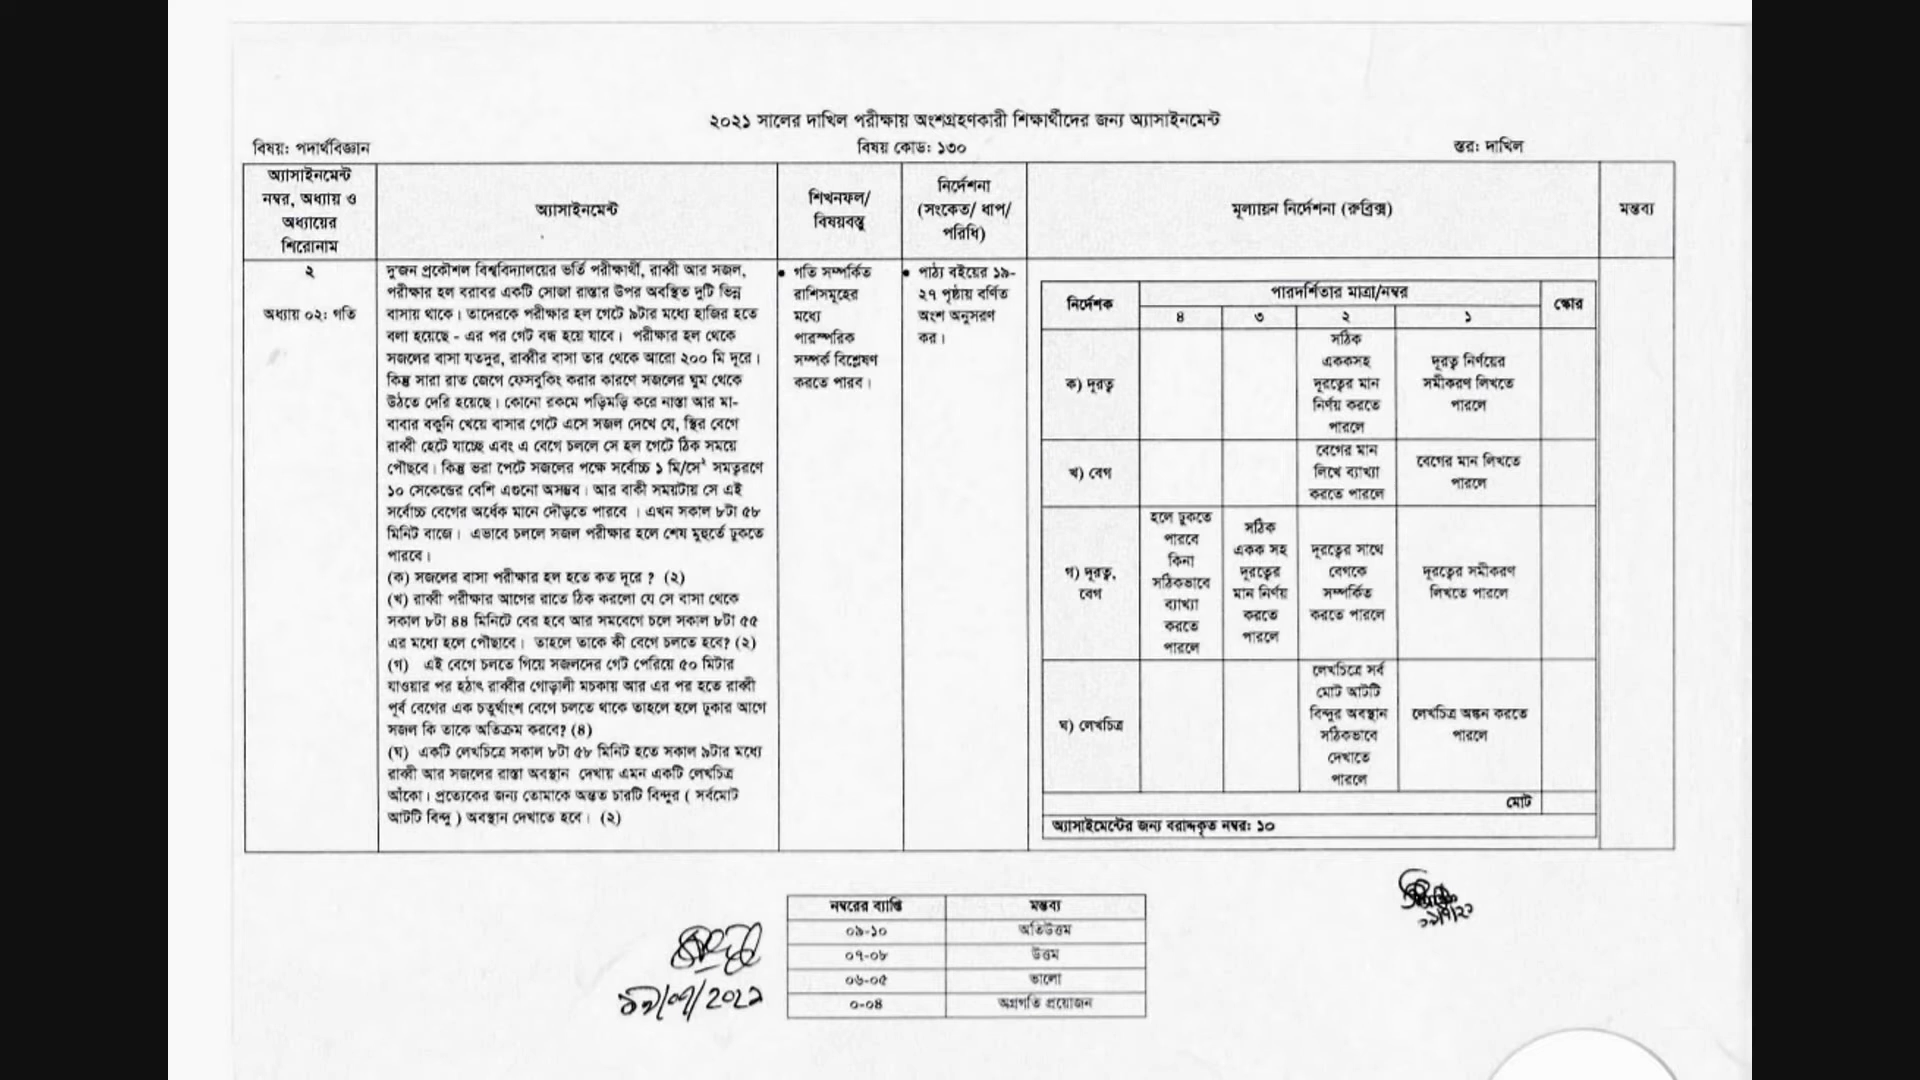 ২০২১ সালের দাখিল পরীক্ষায় অংশগ্রহণকারী শিক্ষার্থীদের জন্য অ্যাসাইনমেন্ট
বিষয়: পদার্থবিজ্ঞান
বিষয় কোড: ১৩০
স্তর: দাখিল
অ্যাসাইনমেন্ট
নম্বর, অধ্যায় ও
অধ্যায়ের
শিরোনাম
অ্যাসাইনমেন্ট
শিখনফল/
বিষয়বস্তু
নির্দেশনা
(সংকেত/ ধাপ/
পরিধি)
মূল্যায়ন নির্দেশনা (রুব্রিক্স)
মন্তব্য
২
অধ্যায় ০২: গতি
দু'জন প্রকৌশল বিশ্ববিদ্যালয়ের ভর্তি পরীক্ষার্থী, রাব্বী আর সজল,
পরীক্ষার হল বরাবর একটি সোজা রাস্তার উপর অবস্থিত দুটি ভিন্ন
বাসায় থাকে। তাদেরকে পরীক্ষার হল গেটে ৯টার মধ্যে হাজির হতে
বলা হয়েছে - এর পর গেট বন্ধ হয়ে যাবে। পরীক্ষার হল থেকে
সজলের বাসা যতদুর, রাব্বীর বাসা তার থেকে আরো ২০০ মি দূরে।
কিন্তু সারা রাত জেগে ফেসবুকিং করার কারণে সজলের ঘুম থেকে
উঠতে দেরি হয়েছে। কোনো রকমে পড়িমড়ি করে নাস্তা আর মা-
বাবার বকুনি খেয়ে বাসার গেটে এসে সজল দেখে যে, স্থির বেগে
রাব্বী হেটে যাচ্ছে এবং এ বেগে চললে সে হল গেটে ঠিক সময়ে
পৌছবে। কিন্তু ভরা পেটে সজলের পক্ষে সর্বোচ্চ ১ মি/সে² সমত্বরণে
১০ সেকেন্ডের বেশি এগুনো অসম্ভব। আর বাকী সময়টায় সে এই
সর্বোচ্চ বেগের অর্ধেক মানে দৌড়তে পারবে । এখন সকাল ৮টা ৫৮
মিনিট বাজে। এভাবে চললে সজল পরীক্ষার হলে শেষ মুহুর্তে ঢুকতে
পারবে।
(ক) সজলের বাসা পরীক্ষার হল হতে কত দূরে ? (২)
(খ) রাব্বী পরীক্ষার আগের রাতে ঠিক করলো যে সে বাসা থেকে
সকাল ৮টা ৪৪ মিনিটে বের হবে আর সমবেগে চলে সকাল ৮টা ৫৫
এর মধ্যে হলে পৌছাবে। তাহলে তাকে কী বেগে চলতে হবে? (২)
(গ) এই বেগে চলতে গিয়ে সজলদের গেট পেরিয়ে ৫০ মিটার
যাওয়ার পর হঠাৎ রাব্বীর গোড়ালী মচকায় আর এর পর হতে রাব্বী
পূর্ব বেগের এক চতুর্থাংশ বেগে চলতে থাকে তাহলে হলে ঢুকার আগে
সজল কি তাকে অতিক্রম করবে? (৪)
(ঘ) একটি লেখচিত্রে সকাল ৮টা ৫৮ মিনিট হতে সকাল ৯টার মধ্যে
রাব্বী আর সজলের রাস্তা অবস্থান দেখায় এমন একটি লেখচিত্র
আঁকো। প্রত্যেকের জন্য তোমাকে অন্তত চারটি বিন্দুর ( সর্বমোট
আটটি বিন্দু ) অবস্থান দেখাতে হবে। (২)
• গতি সম্পর্কিত
রাশিসমূহের
মধ্যে
পারস্পরিক
সম্পর্ক বিশ্লেষণ
করতে পারব।
• পাঠ্য বইয়ের ১৯-
২৭ পৃষ্ঠায় বর্ণিত
অংশ অনুসরণ
কর।
নির্দেশক
পারদর্শিতার মাত্রা/নম্বর
স্কোর
৪ ৩ ২ ১
ক) দূরত্ব
সঠিক
এককসহ
দূরত্বের মান
নির্ণয় করতে
পারলে
দূরত্ব নির্ণয়ের
সমীকরণ লিখতে
পারলে
খ) বেগ
বেগের মান
লিখে ব্যাখ্যা
করতে পারলে
বেগের মান লিখতে
পারলে
গ) দূরত্ব,
বেগ
হলে ঢুকতে
পারবে
কিনা
সঠিকভাবে
ব্যাখ্যা
করতে
পারলে
সঠিক
একক সহ
দূরত্বের
মান নির্ণয়
করতে
পারলে
দূরত্বের সাথে
বেগকে
সম্পর্কিত
করতে পারলে
দূরত্বের সমীকরণ
লিখতে পারলে
ঘ) লেখচিত্র
লেখচিত্রে সর্ব
মোট আটটি
বিন্দুর অবস্থান
সঠিকভাবে
দেখাতে
পারলে
লেখচিত্র অঙ্কন করতে
পারলে
মোট
অ্যাসাইমেন্টের জন্য বরাদ্দকৃত নম্বর: ১০
নম্বরের ব্যাপ্তি মন্তব্য
০৯-১০ অতিউত্তম
০৭-০৮ উত্তম
০৬-০৫ ভালো
০-০৪ অগ্রগতি প্রয়োজন